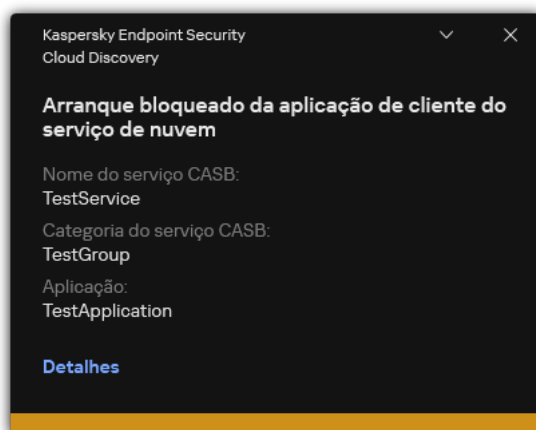 Kaspersky Endpoint Security
Cloud Discovery
Arranque bloqueado da aplicação de cliente do
serviço de nuvem
Nome do serviço CASB:
TestService
Categoria do serviço CASB:
TestGroup
Aplicação:
TestApplication
Detalhes